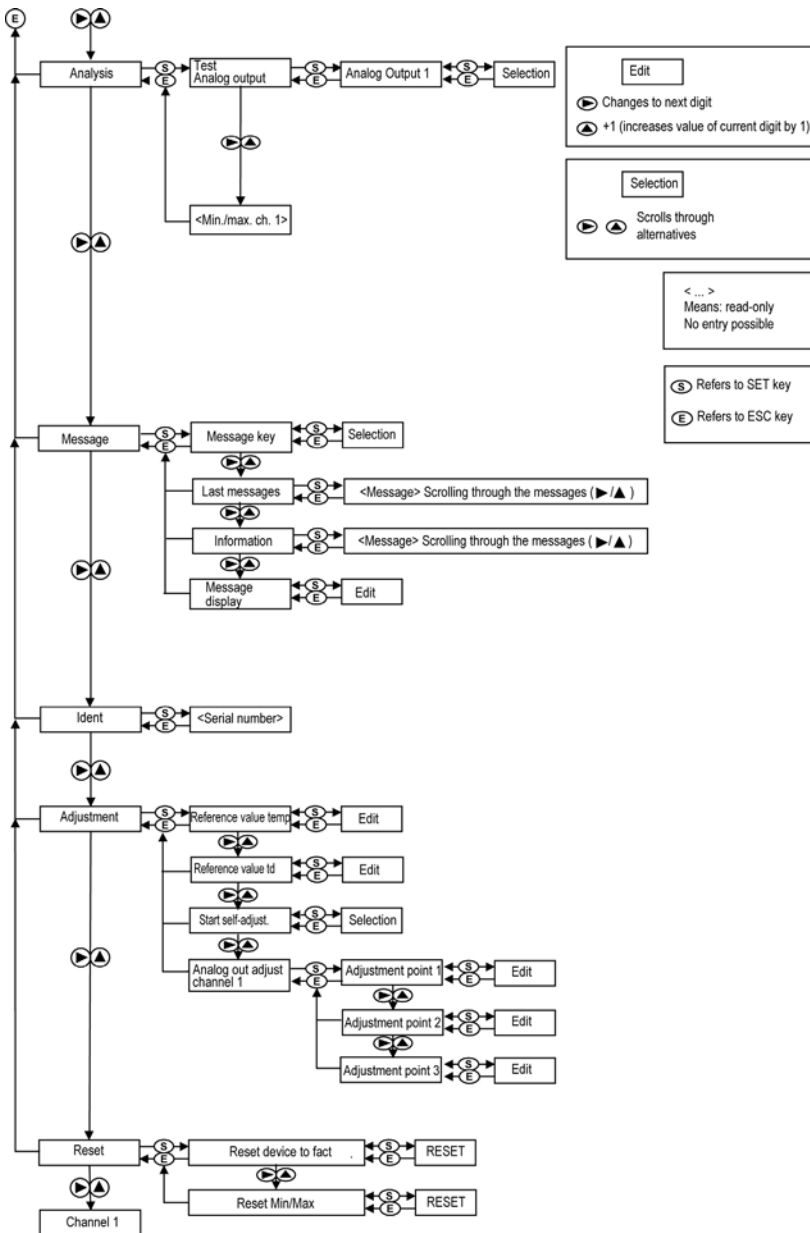 E
Analysis
S
E
Test
Analog output
S
E
Analog Output 1
S
E
Selection
<Min./max. ch. 1>
Edit
Changes to next digit
+1 (increases value of current digit by 1)
Selection
Scrolls through
alternatives
< ... >
Means: read-only
No entry possible
S Refers to SET key
E Refers to ESC key
Message
S
E
Message key
S
E
Selection
Last messages
S
E
<Message> Scrolling through the messages (▶/▲)
Information
S
E
<Message> Scrolling through the messages (▶/▲)
Message
display
S
E
Edit
Ident
S
E
<Serial number>
Adjustment
S
E
Reference value temp
S
E
Edit
Reference value td
S
E
Edit
Start self-adjust.
S
E
Selection
Analog out adjust
channel 1
S
E
Adjustment point 1
S
E
Edit
Adjustment point 2
S
E
Edit
Adjustment point 3
S
E
Edit
Reset
S
E
Reset device to fact .
S
E
RESET
Reset Min/Max
S
E
RESET
Channel 1